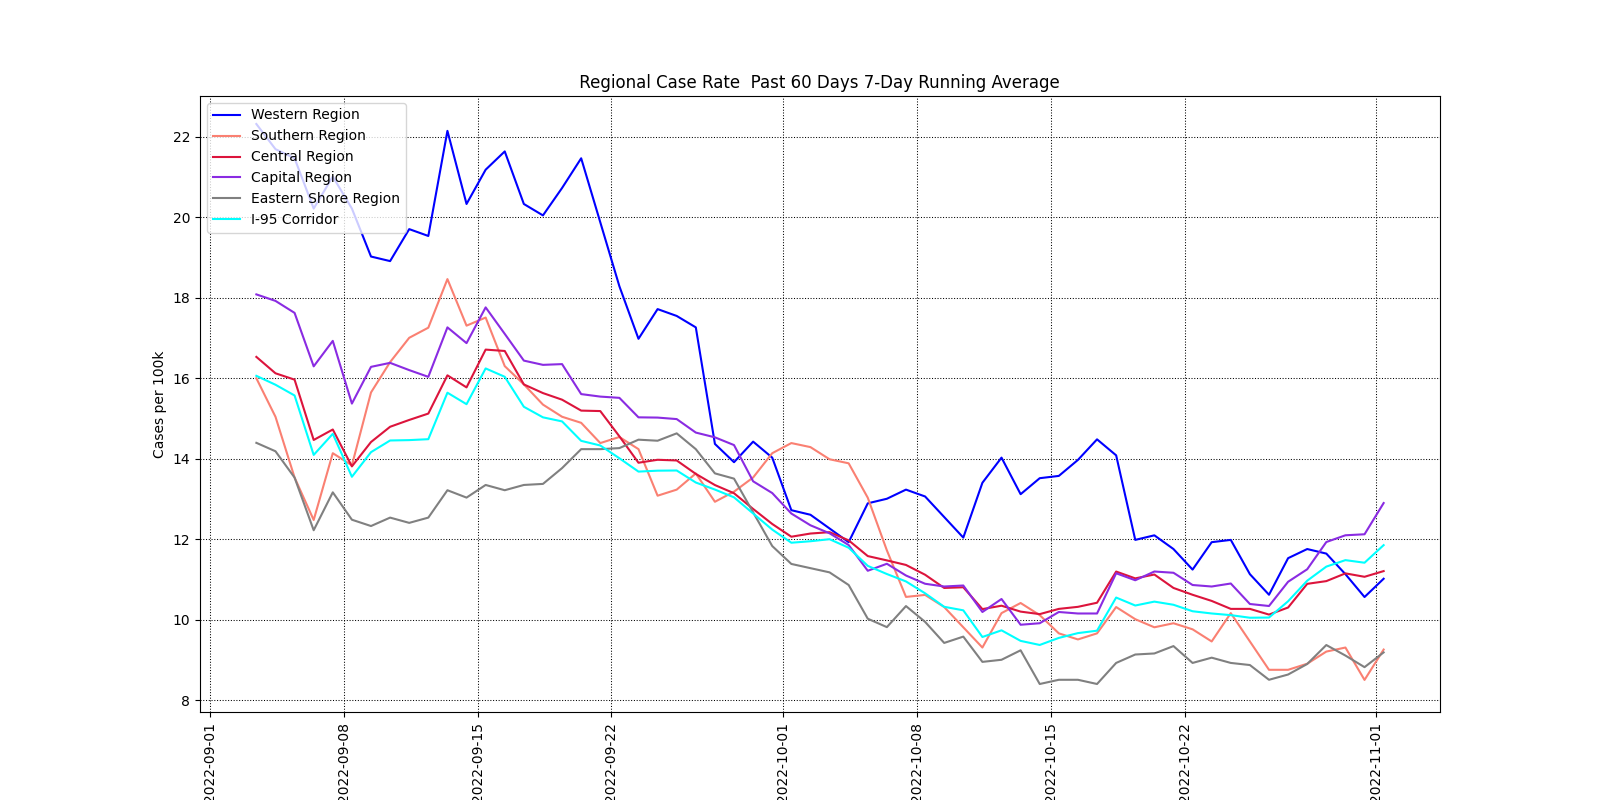 Regional Case Rate  Past 60 Days 7-Day Running Average
Western Region
Southern Region
Central Region
Capital Region
Eastern Shore Region
I-95 Corridor
Cases per 100k
22
20
18
16
14
12
10
8
2022-09-01
2022-09-08
2022-09-15
2022-09-22
2022-10-01
2022-10-08
2022-10-15
2022-10-22
2022-11-01